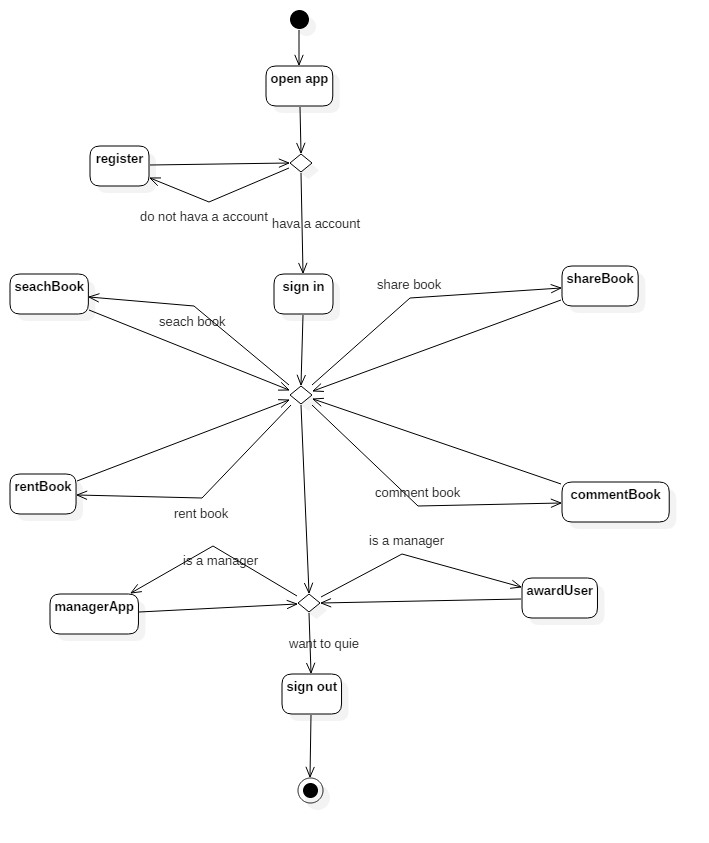 open app
register
do not hava a account
hava a account
seachBook
sign in
share book
shareBook
seach book
rentBook
comment book
commentBook
rent book
is a manager
is a manager
managerApp
awardUser
want to quie
sign out